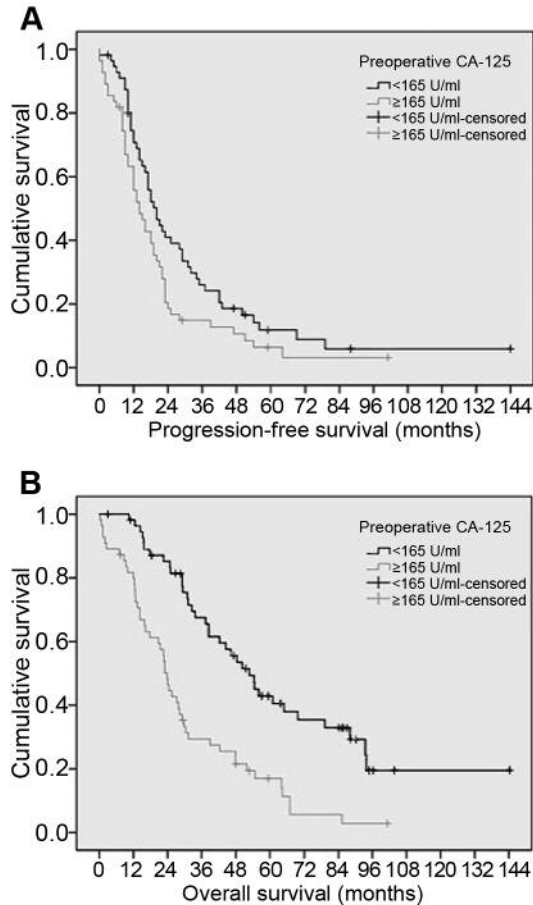 A
Preoperative CA-125
<165 U/ml
≥165 U/ml
<165 U/ml-censored
≥165 U/ml-censored
Cumulative survival
1.0
0.8
0.6
0.4
0.2
0.0
0 12 24 36 48 60 72 84 96 108 120 132 144
Progression-free survival (months)
B
Preoperative CA-125
<165 U/ml
≥165 U/ml
<165 U/ml-censored
≥165 U/ml-censored
Cumulative survival
1.0
0.8
0.6
0.4
0.2
0.0
0 12 24 36 48 60 72 84 96 108 120 132 144
Overall survival (months)